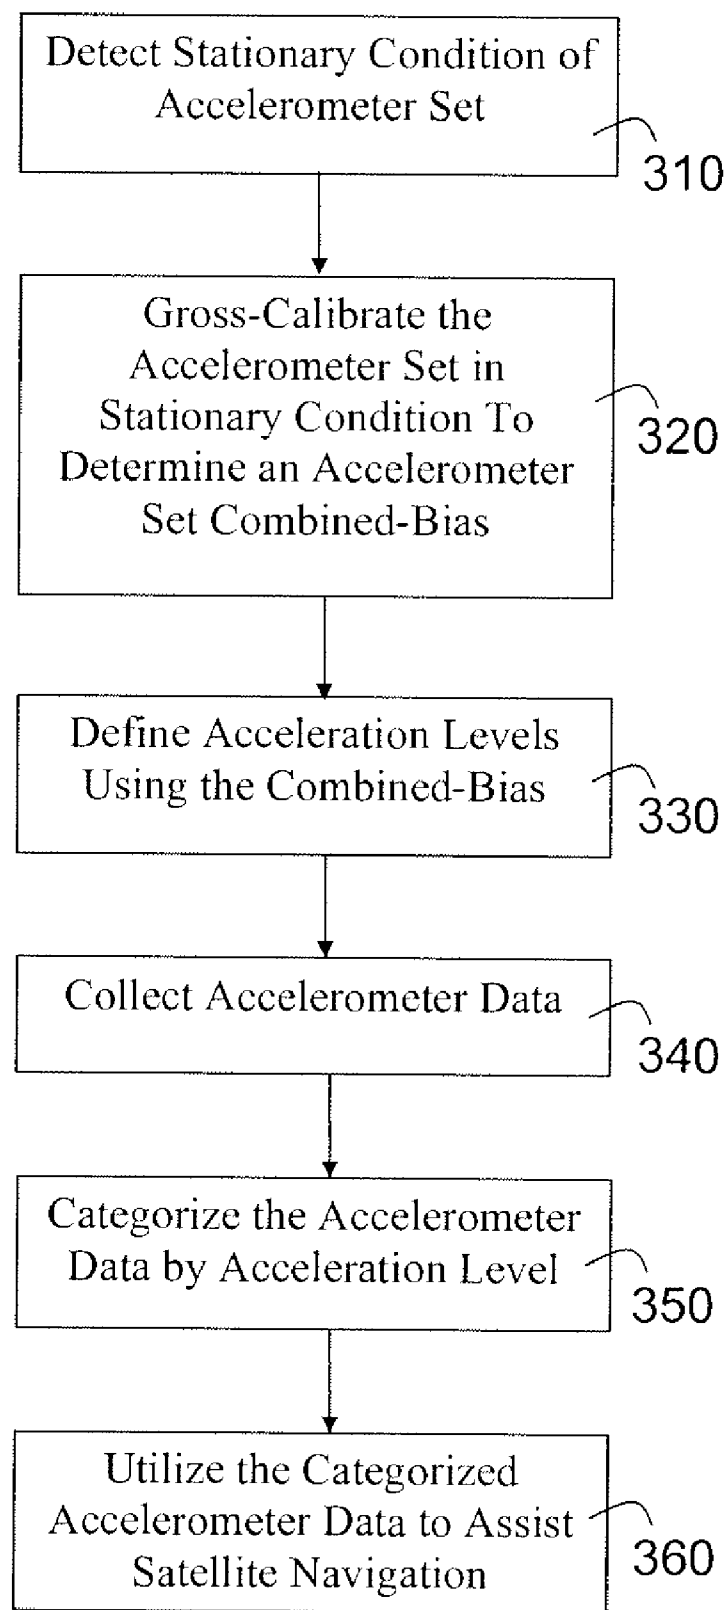 Detect Stationary Condition of
Accelerometer Set
310
Gross-Calibrate the
Accelerometer Set in
Stationary Condition To
Determine an Accelerometer
Set Combined-Bias
320
Define Acceleration Levels
Using the Combined-Bias
330
Collect Accelerometer Data
340
Categorize the Accelerometer
Data by Acceleration Level
350
Utilize the Categorized
Accelerometer Data to Assist
Satellite Navigation
360